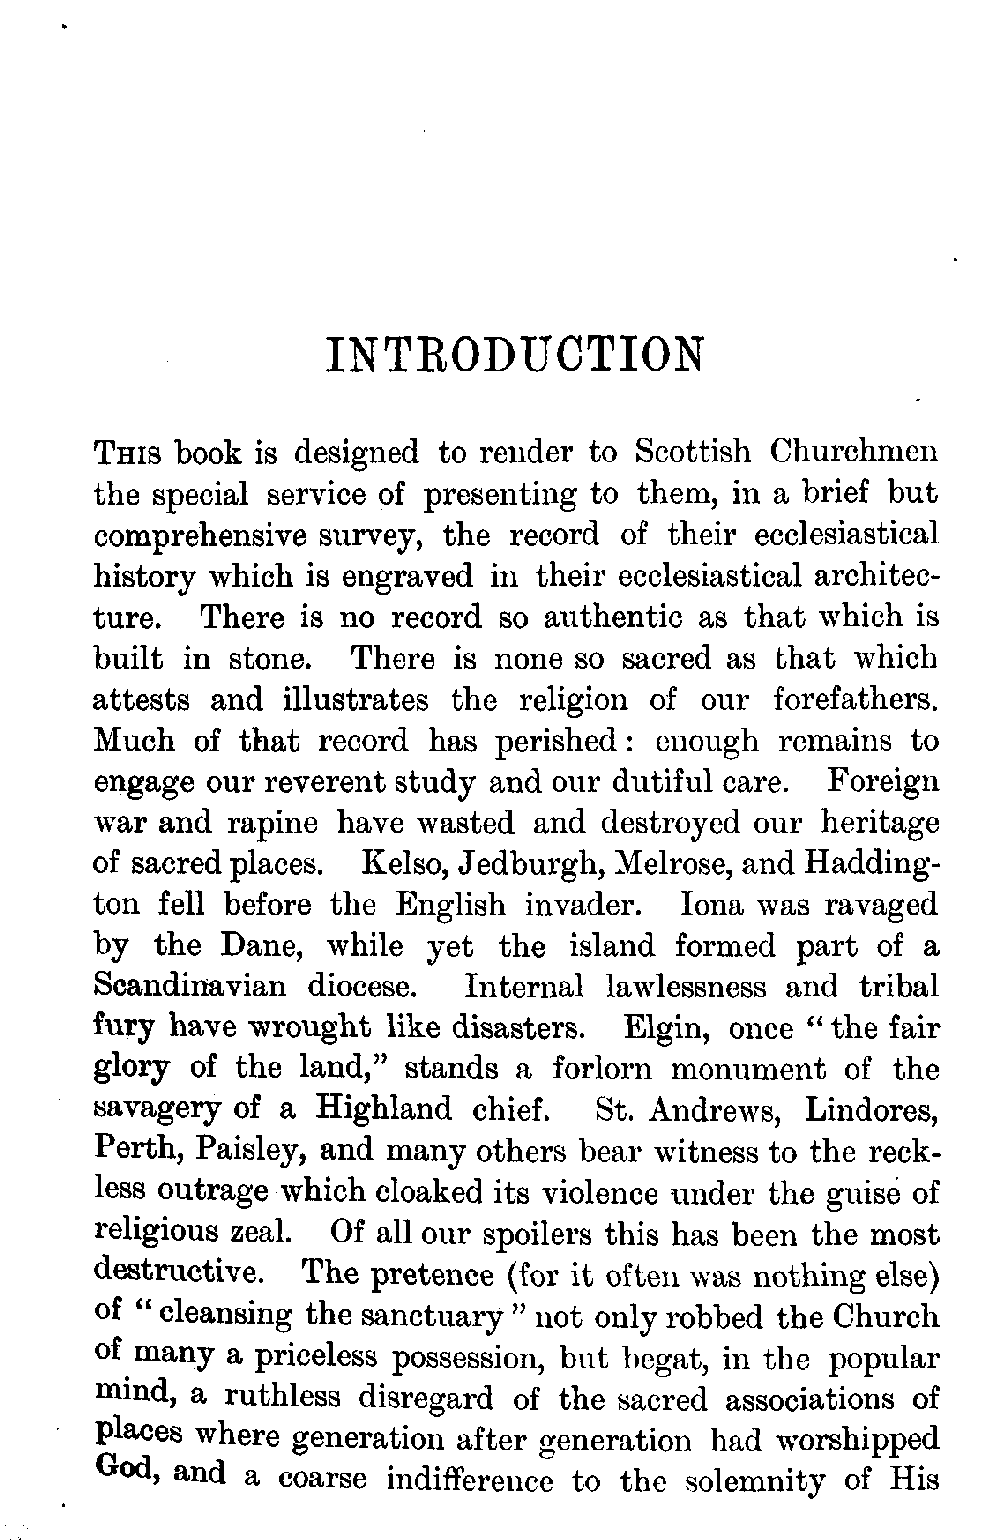 INTRODUCTION
THIS book is designed to render to Scottish Churchmen
the special service of presenting to them, in a brief but
comprehensive survey, the record of their ecclesiastical
history which is engraved in their ecclesiastical architec-
ture. There is no record so authentic as that which is
built in stone. There is none so sacred as that which
attests and illustrates the religion of our forefathers.
Much of that record has perished: enough remains to
engage our reverent study and our dutiful care. Foreign
war and rapine have wasted and destroyed our heritage
of sacred places. Kelso, Jedburgh, Melrose, and Hadding-
ton fell before the English invader. Iona was ravaged
by the Dane, while yet the island formed part of a
Scandinavian diocese. Internal lawlessness and tribal
fury have wrought like disasters. Elgin, once "the fair
glory of the land," stands a forlorn monument of the
savagery of a Highland chief. St. Andrews, Lindores,
Perth, Paisley, and many others bear witness to the reck-
less outrage which cloaked its violence under the guise of
religious zeal. Of all our spoilers this has been the most
destructive. The pretence (for it often was nothing else)
of "cleansing the sanctuary" not only robbed the Church
of many a priceless possession, but begat, in the popular
mind, a ruthless disregard of the sacred associations of
places where generation after generation had worshipped
God, and a coarse indifference to the solemnity of His